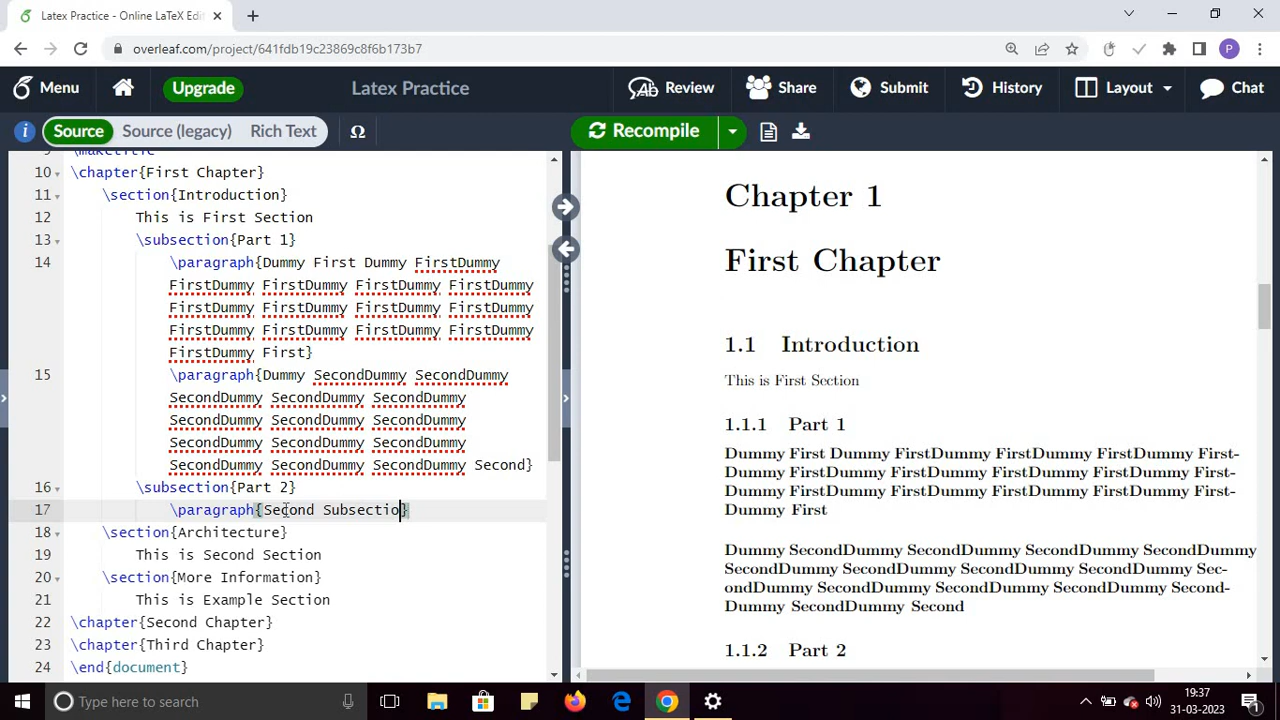 Latex Practice - Online LaTeX Edi
overleaf.com/project/641fdb19c23869c8f6b173b7
P
Menu
Upgrade
Latex Practice
Review
Share
Submit
History
Layout
Chat
i
Source
Source (legacy)
Rich Text
Ω
Recompile
9
\maketitle
10 \chapter{First Chapter}
11 \section{Introduction}
12 This is First Section
13 \subsection{Part 1}
14 \paragraph{Dummy First Dummy FirstDummy
FirstDummy FirstDummy FirstDummy FirstDummy
FirstDummy FirstDummy FirstDummy FirstDummy
FirstDummy FirstDummy FirstDummy FirstDummy
FirstDummy First}
15 \paragraph{Dummy SecondDummy SecondDummy
SecondDummy SecondDummy SecondDummy
SecondDummy SecondDummy SecondDummy
SecondDummy SecondDummy SecondDummy
SecondDummy SecondDummy SecondDummy Second}
16 \subsection{Part 2}
17 \paragraph{Second Subsectio}
18 \section{Architecture}
19 This is Second Section
20 \section{More Information}
21 This is Example Section
22 \chapter{Second Chapter}
23 \chapter{Third Chapter}
24 \end{document}
Chapter 1
First Chapter
1.1 Introduction
This is First Section
1.1.1 Part 1
Dummy First Dummy FirstDummy FirstDummy FirstDummy First-
Dummy FirstDummy FirstDummy FirstDummy FirstDummy First-
Dummy FirstDummy FirstDummy FirstDummy FirstDummy First-
Dummy First
Dummy SecondDummy SecondDummy SecondDummy SecondDummy
SecondDummy SecondDummy SecondDummy SecondDummy Sec-
ondDummy SecondDummy SecondDummy SecondDummy Second-
Dummy SecondDummy Second
1.1.2 Part 2
Type here to search
19:37
31-03-2023
1